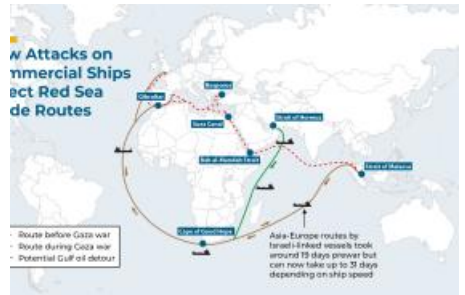 w Attacks on
mmercial Ships
ect Red Sea
de Routes
Gibraltar
Bosporus
Suez Canal
Strait of Hormuz
Bab al-Mandab Strait
Strait of Malacca
Cape of Good Hope
Route before Gaza war
Route during Gaza war
Potential Gulf oil detour
Asia-Europe routes by
Israeli-linked vessels took
around 19 days prewar but
can now take up to 31 days
depending on ship speed